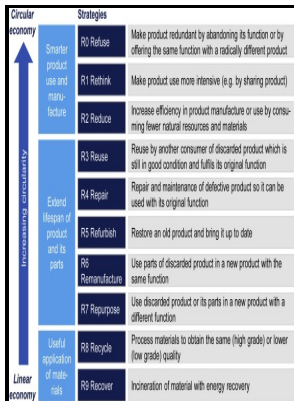 Circular
economy
Strategies
Smarter
product
use and
manu-
facture
R0 Refuse
Make product redundant by abandoning its function or by
offering the same function with a radically different product
R1 Rethink
Make product use more intensive (e.g. by sharing product)
R2 Reduce
Increase efficiency in product manufacture or use by consu-
ming fewer natural resources and materials
Increasing circularity
Extend
lifespan of
product
and its
parts
R3 Reuse
Reuse by another consumer of discarded product which is
still in good condition and fulfils its original function
R4 Repair
Repair and maintenance of defective product so it can be
used with its original function
R5 Refurbish
Restore an old product and bring it up to date
R6
Remanufacture
Use parts of discarded product in a new product with the
same function
R7 Repurpose
Use discarded product or its parts in a new product with a
different function
Useful
application
of mate-
rials
R8 Recycle
Process materials to obtain the same (high grade) or lower
(low grade) quality
R9 Recover
Incineration of material with energy recovery
Linear
economy